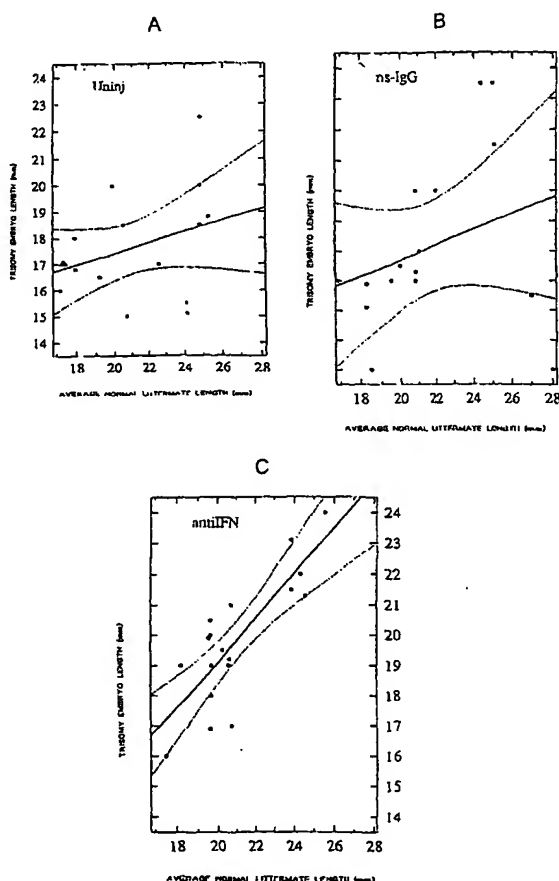 A
B
Uninj
ns-IgG
24
23
22
21
20
19
18
17
16
15
14
TRISOMY EMBRYO LENGTH (mm)
TRISOMY EMBRYO LENGTH (mm)
18 20 22 24 26 28
18 20 22 24 26 28
AVERAGE NORMAL LITTERMATE LENGTH (mm)
AVERAGE NORMAL LITTERMATE LENGTH (mm)
C
antiIFN
TRISOMY EMBRYO LENGTH (mm)
24
23
22
21
20
19
18
17
16
15
14
18 20 22 24 26 28
AVERAGE NORMAL LITTERMATE LENGTH (mm)